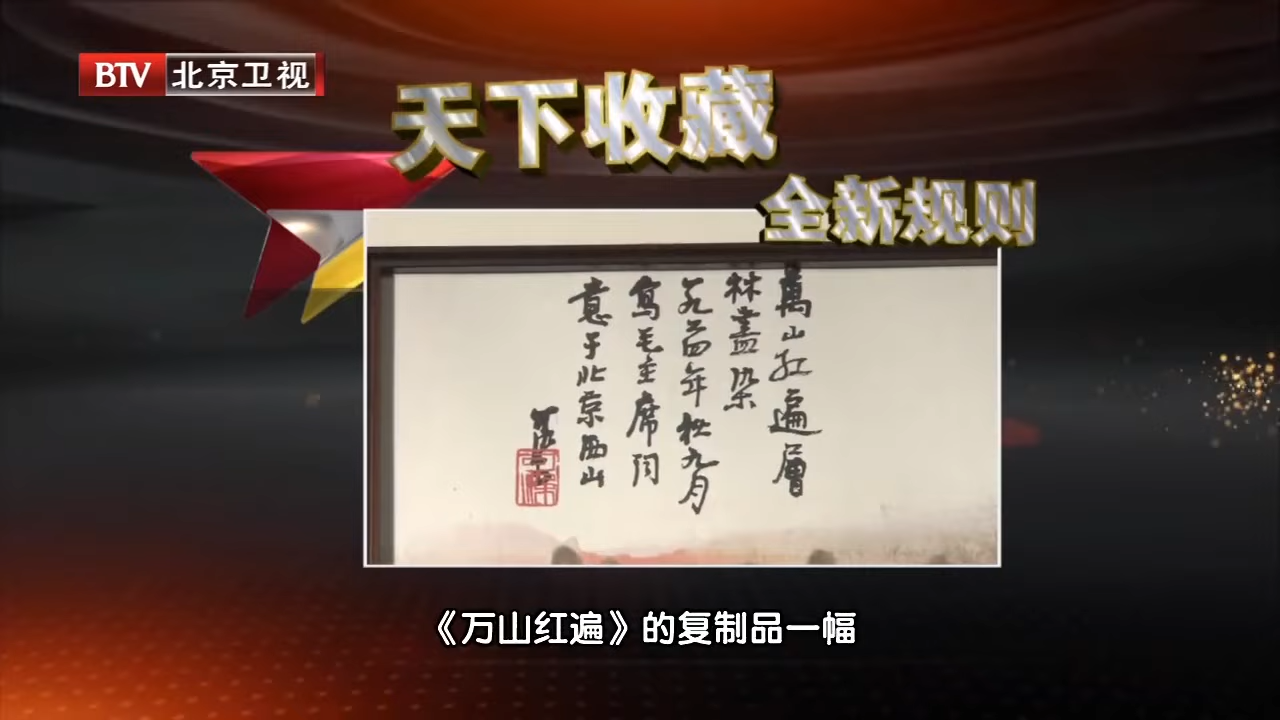 BTV 北京卫视
天下收藏
全新规则
萬山红遍層
林盡染
一九六四年秋九月
寫毛主席词
意于北京西山
《万山红遍》的复制品一幅